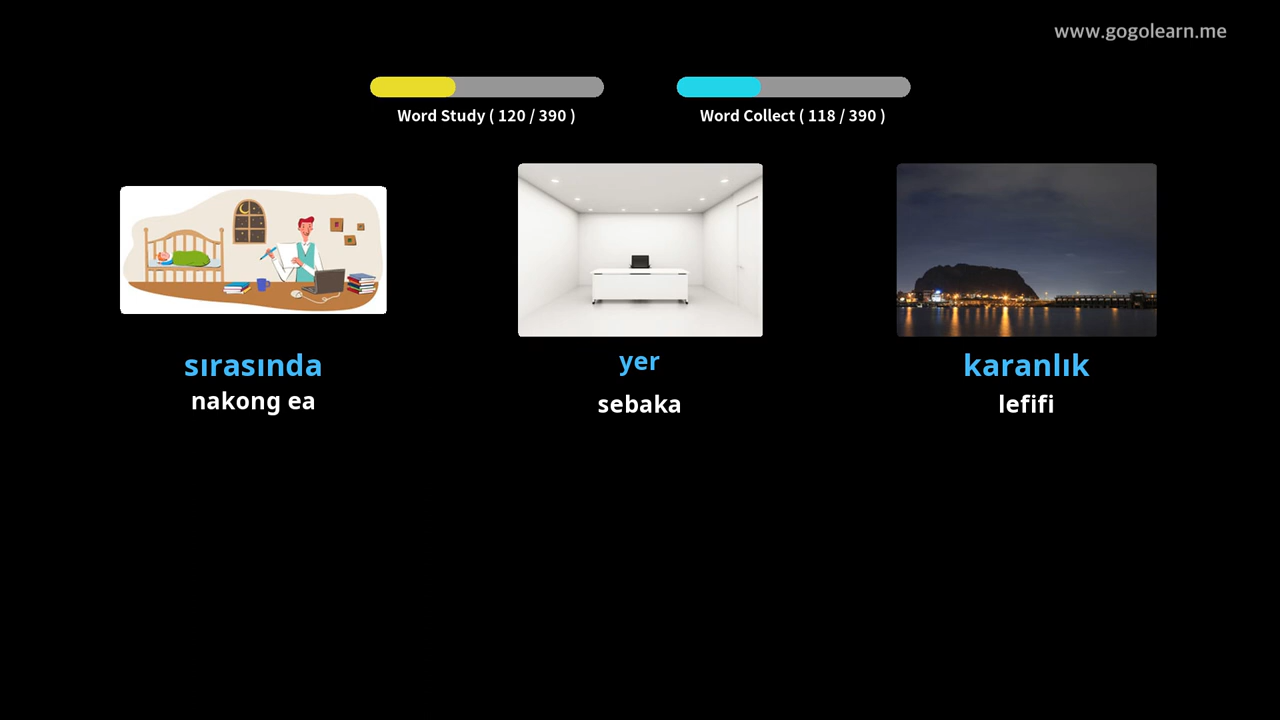 www.gogolearn.me
Word Study ( 120 / 390 )
Word Collect ( 118 / 390 )
sırasında
nakong ea
yer
sebaka
karanlık
lefifi